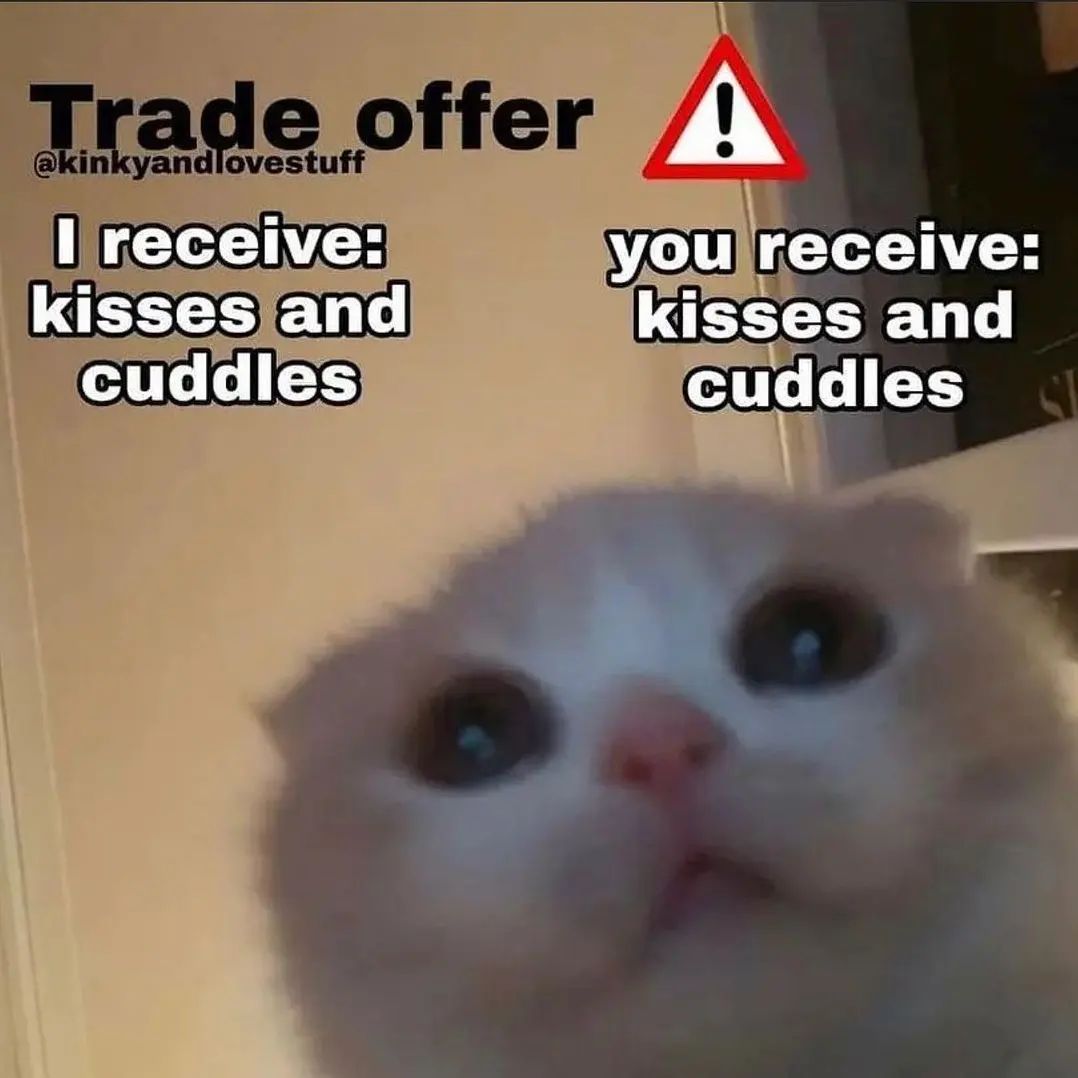 Trade offer
@kinkyandlovestuff
I receive:
kisses and
cuddles
you receive:
kisses and
cuddles